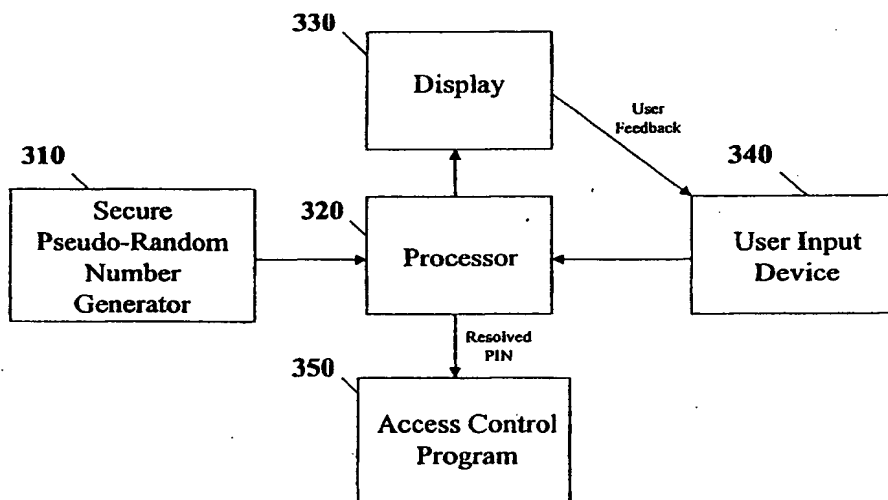 330
Display
User
Feedback
310
340
Secure
Pseudo-Random
Number
Generator
320
Processor
User Input
Device
Resolved
PIN
350
Access Control
Program